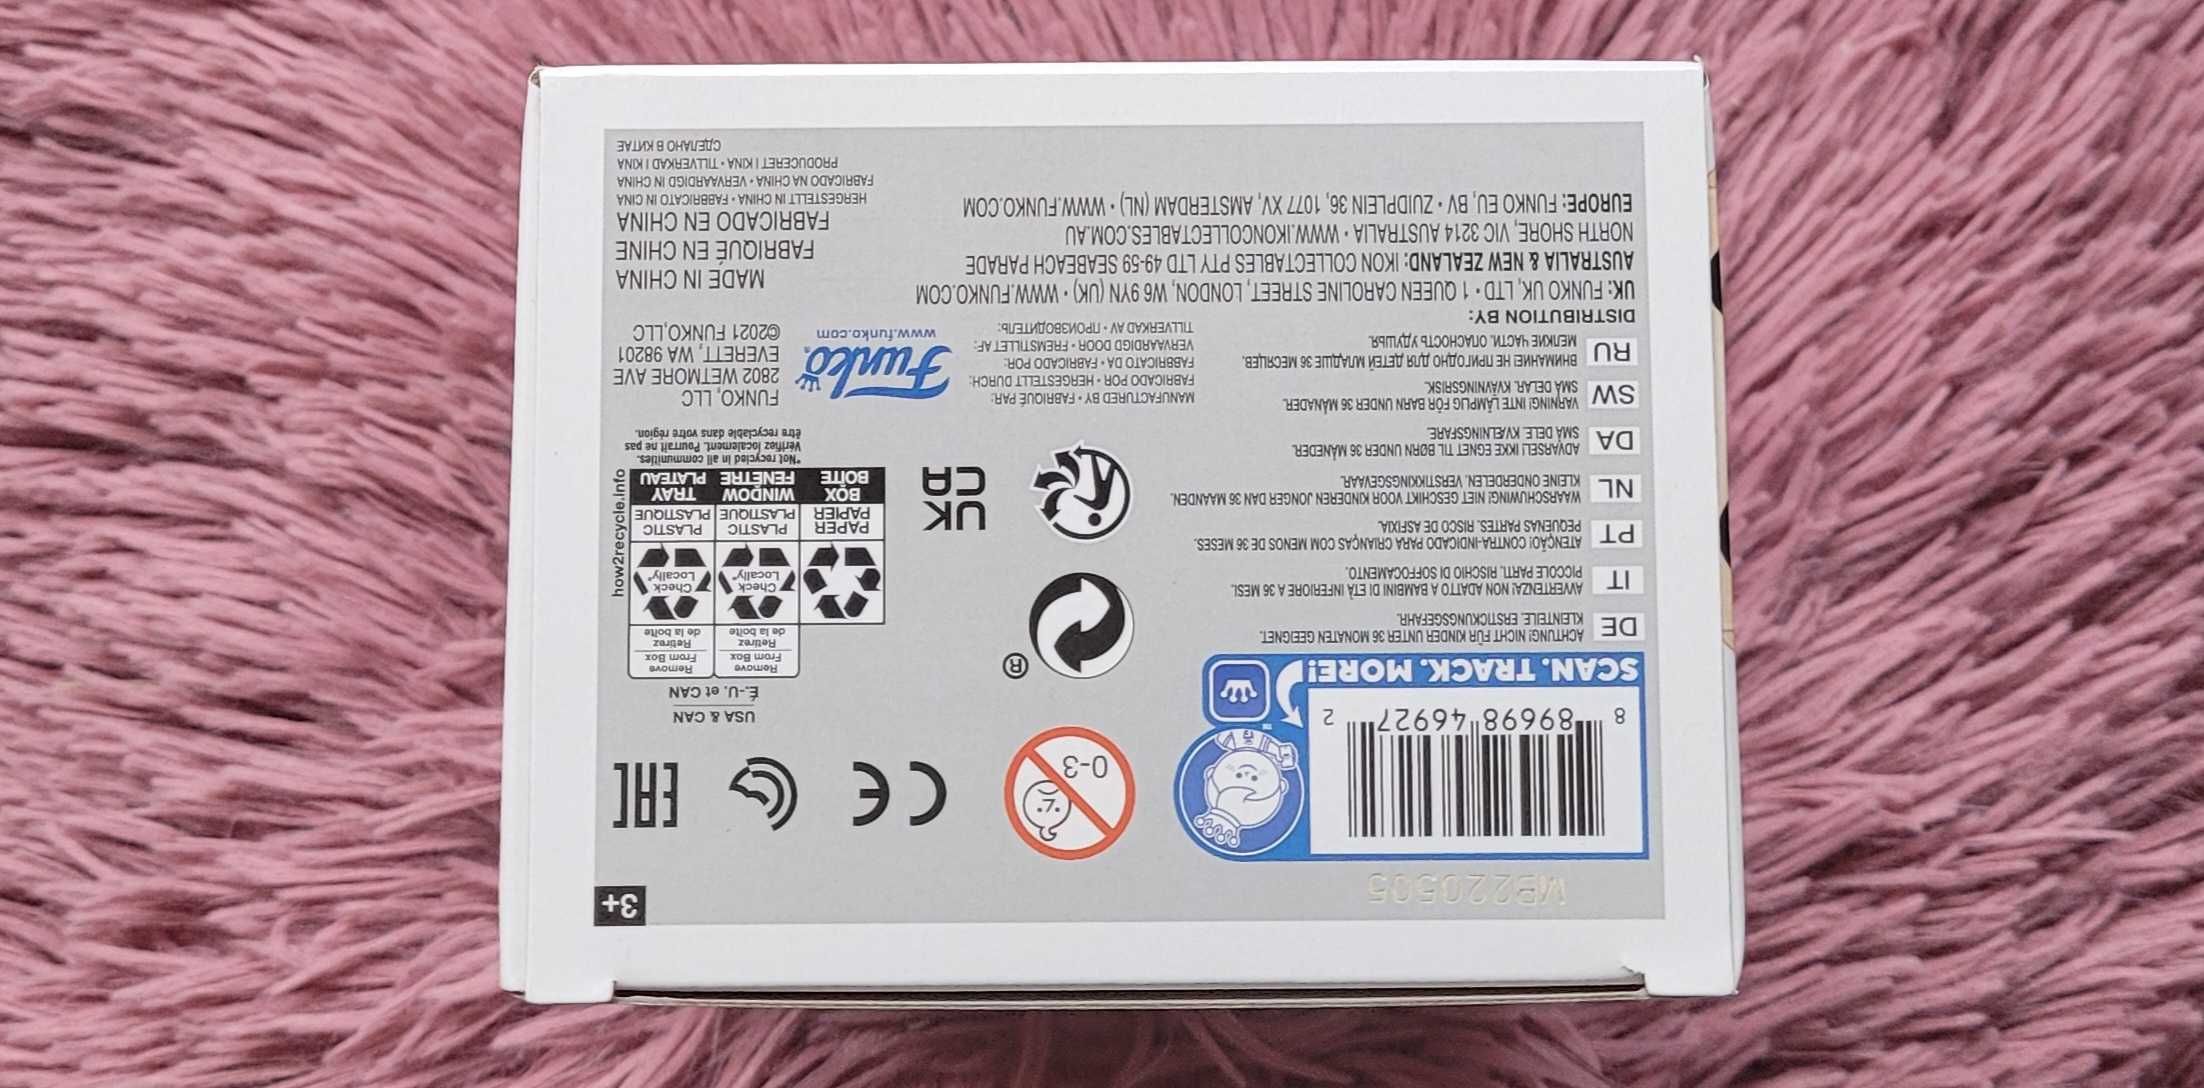 3+
MB220505
8 89698 46927 2
SCAN. TRACK. MORE!
™
0-3
CE
EAC
USA & CAN
É.-U. et CAN
Remove From Box
Retirez de la boîte
Remove From Box
Retirez de la boîte
Check Locally*
Check Locally*
PAPER
PAPIER
PLASTIC
PLASTIQUE
PLASTIC
PLASTIQUE
BOX
BOÎTE
WINDOW
FENÊTRE
TRAY
PLATEAU
how2recycle.info
*Not recycled in all communities.
Vérifiez localement. Pourrait ne pas
être recyclable dans votre région.
®
UK
CA
DE
ACHTUNG! NICHT FÜR KINDER UNTER 36 MONATEN GEEIGNET.
KLEINTEILE. ERSTICKUNGSGEFAHR.
IT
AVVERTENZA! NON ADATTO A BAMBINI DI ETÀ INFERIORE A 36 MESI.
PICCOLE PARTI. RISCHIO DI SOFFOCAMENTO.
PT
ATENÇÃO! CONTRA-INDICADO PARA CRIANÇAS COM MENOS DE 36 MESES.
PEQUENAS PARTES. RISCO DE ASFIXIA.
NL
WAARSCHUWING! NIET GESCHIKT VOOR KINDEREN JONGER DAN 36 MAANDEN.
KLEINE ONDERDELEN. VERSTIKKINGSGEVAAR.
DA
ADVARSEL! IKKE EGNET TIL BØRN UNDER 36 MÅNEDER.
SMÅ DELE. KVÆLNINGSFARE.
SW
VARNING! INTE LÄMPLIG FÖR BARN UNDER 36 MÅNADER.
SMÅ DELAR. KVÄVNINGSRISK.
RU
ВНИМАНИЕ! НЕ ПРИГОДНО ДЛЯ ДЕТЕЙ МЛАДШЕ 36 МЕСЯЦЕВ.
МЕЛКИЕ ЧАСТИ. ОПАСНОСТЬ УДУШЬЯ.
MANUFACTURED BY • FABRIQUÉ PAR:
FABRICADO POR • HERGESTELLT DURCH:
FABBRICATO DA • FABRICADO POR:
VERVAARDIGD DOOR • FREMSTILLET AF:
TILLVERKAD AV • ПРОИЗВОДИТЕЛЬ:
Funko®
www.funko.com
FUNKO, LLC
2802 WETMORE AVE
EVERETT, WA 98201
©2021 FUNKO,LLC
DISTRIBUTION BY:
UK: FUNKO UK, LTD • 1 QUEEN CAROLINE STREET, LONDON, W6 9YN (UK) • WWW.FUNKO.COM
AUSTRALIA & NEW ZEALAND: IKON COLLECTABLES PTY LTD 49-59 SEABEACH PARADE
NORTH SHORE, VIC 3214 AUSTRALIA • WWW.IKONCOLLECTABLES.COM.AU
EUROPE: FUNKO EU, BV • ZUIDPLEIN 36, 1077 XV, AMSTERDAM (NL) • WWW.FUNKO.COM
MADE IN CHINA
FABRIQUÉ EN CHINE
FABRICADO EN CHINA
HERGESTELLT IN CHINA • FABBRICATO IN CINA
FABRICADO NA CHINA • VERVAARDIGD IN CHINA
PRODUCERET I KINA • TILLVERKAD I KINA
СДЕЛАНО В КИТАЕ